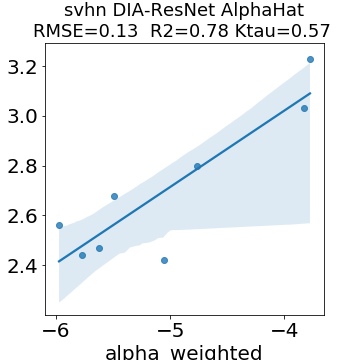 svhn DIA-ResNet AlphaHat
RMSE=0.13 R2=0.78 Ktau=0.57
3.2
3.0
2.8
2.6
2.4
−6
−5
−4
alpha_weighted